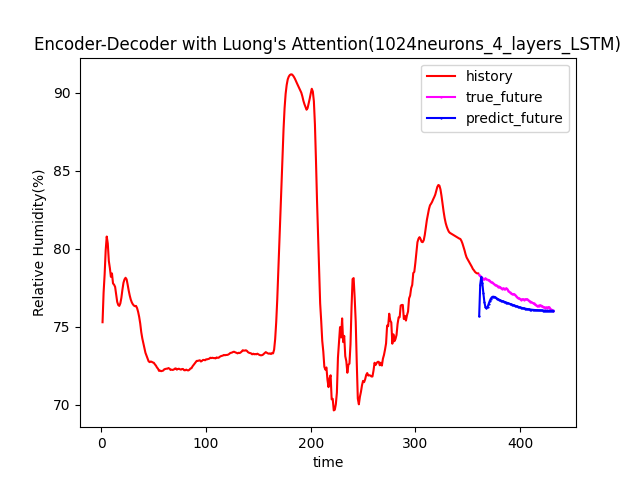 Encoder-Decoder with Luong's Attention(1024neurons_4_layers_LSTM)
history
true_future
predict_future
Relative Humidity(%)
90
85
80
75
70
0
100
200
300
400
time